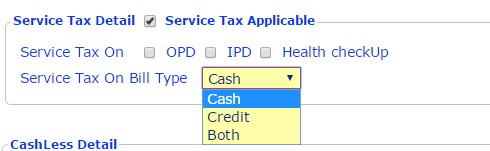 Service Tax Detail Service Tax Applicable
Service Tax On OPD IPD Health checkUp
Service Tax On Bill Type Cash
Cash
Credit
Both
CashLess Detail